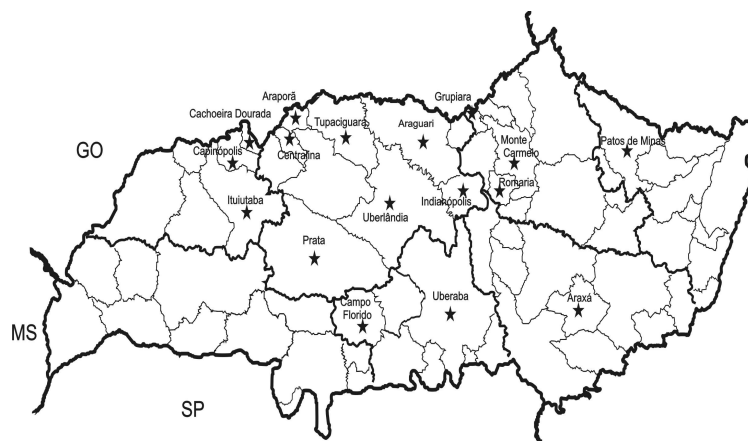 Grupiara
Araporã
Cachoeira Dourada
Tupaciguara
Araguari
GO
Capinópolis
Centralina
Monte
Carmelo
Patos de Minas
Romaria
Ituiutaba
Uberlândia
Indianópolis
Prata
Campo
Florido
Uberaba
Araxá
MS
SP